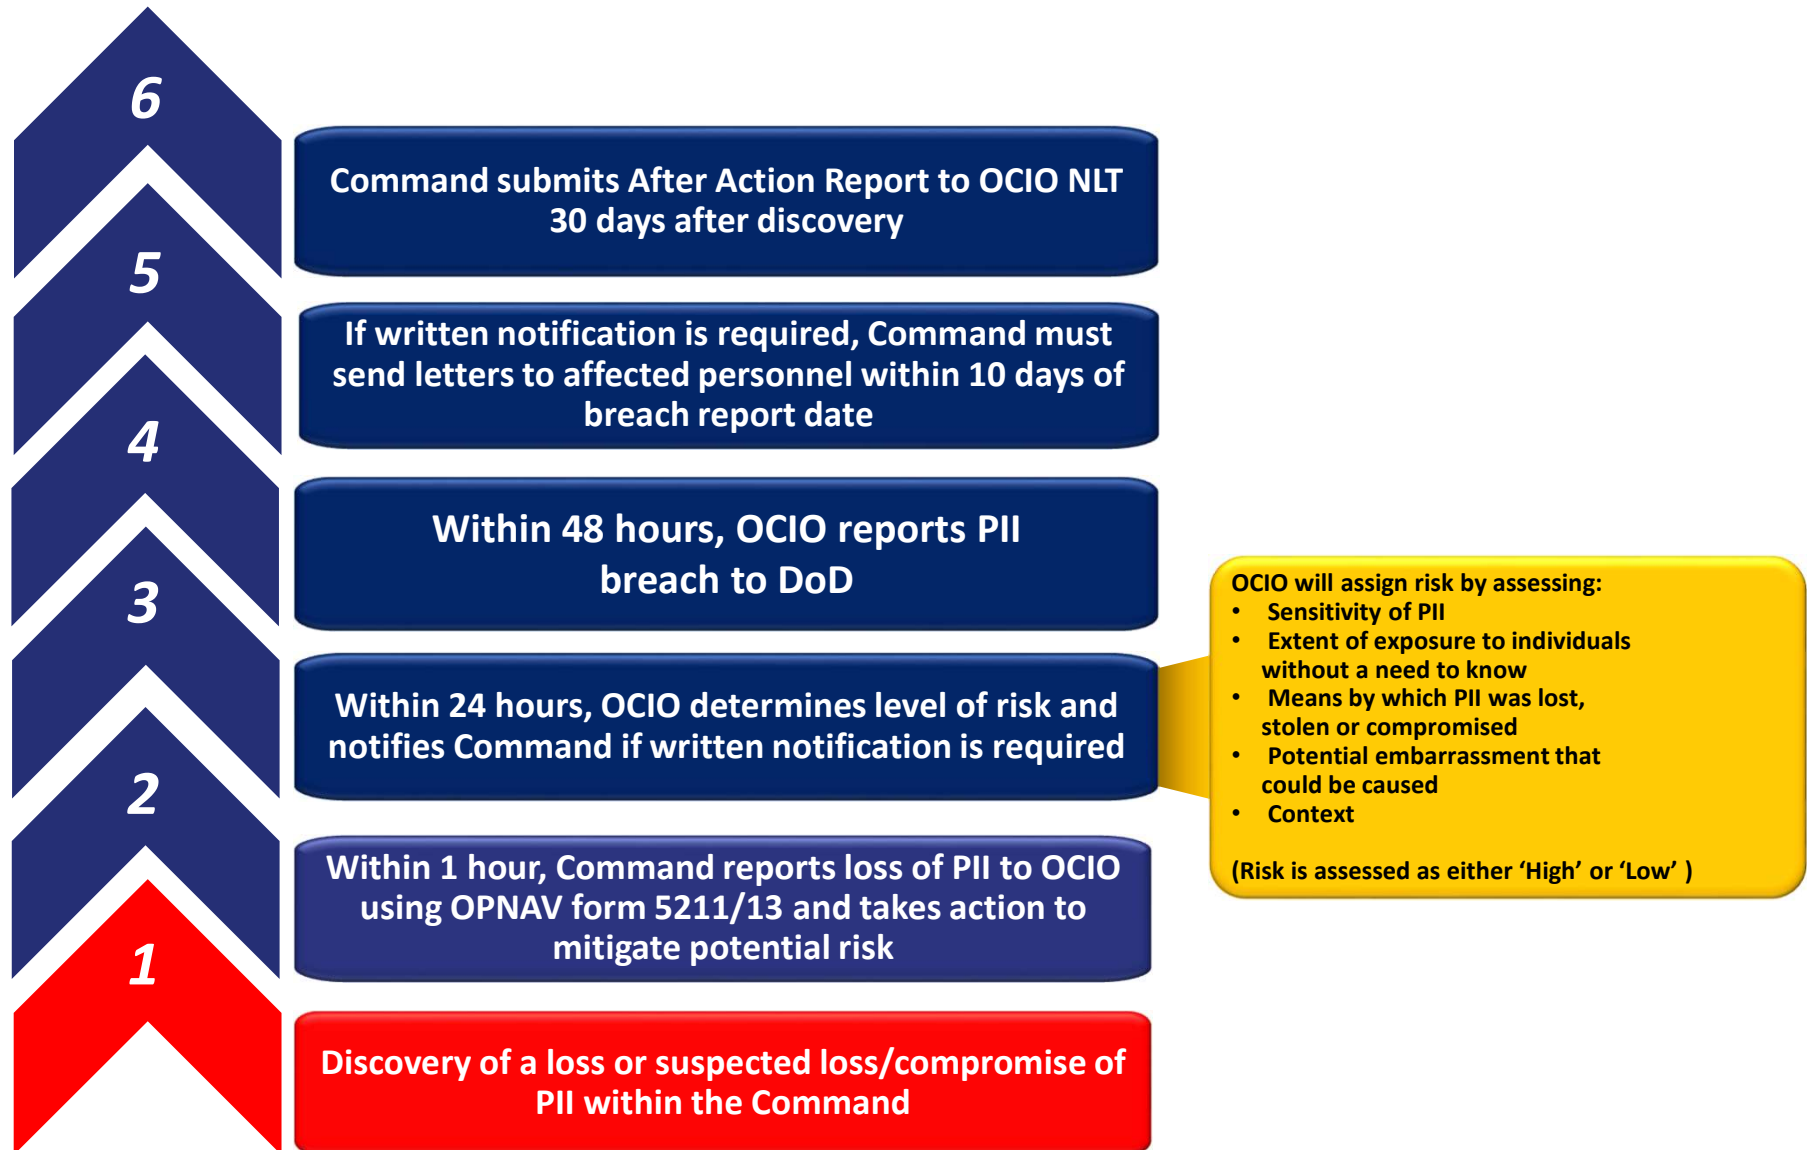 6
Command submits After Action Report to OCIO NLT
30 days after discovery
5
If written notification is required, Command must
send letters to affected personnel within 10 days of
breach report date
4
Within 48 hours, OCIO reports PII
breach to DoD
3
Within 24 hours, OCIO determines level of risk and
notifies Command if written notification is required
OCIO will assign risk by assessing:
• Sensitivity of PII
• Extent of exposure to individuals
without a need to know
• Means by which PII was lost,
stolen or compromised
• Potential embarrassment that
could be caused
• Context
(Risk is assessed as either ‘High’ or ‘Low’ )
2
Within 1 hour, Command reports loss of PII to OCIO
using OPNAV form 5211/13 and takes action to
mitigate potential risk
1
Discovery of a loss or suspected loss/compromise of
PII within the Command